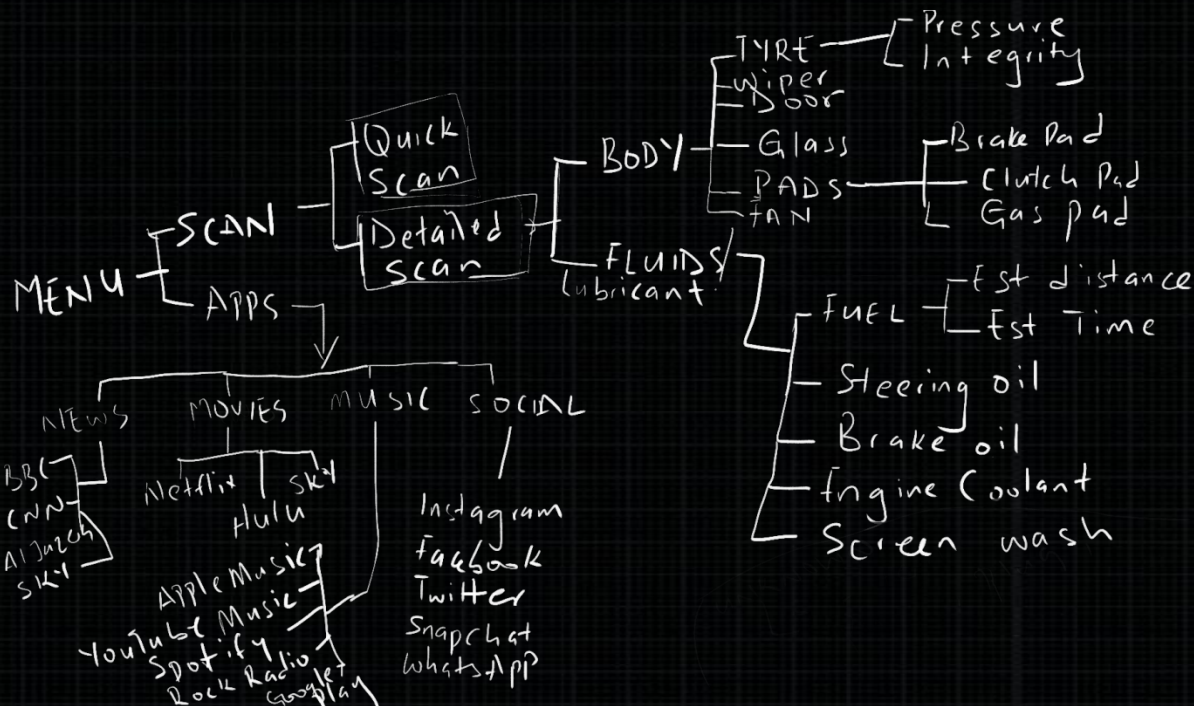 MENU
SCAN
Quick
Scan
Detailed
Scan
BODY
TYRE
Pressure
Integrity
Wiper
Door
Glass
PADS
Brake Pad
Clutch Pad
Gas pad
FAN
FLUIDS/
Lubricant
FUEL
Est distance
Est Time
Steering oil
Brake oil
Engine Coolant
Screen wash
APPS
NEWS
BBC
CNN
SKY
MOVIES
Netflix
Hulu
SKY
MUSIC
Apple Music
YouTube Music
Spotify
Rock Radio
Google+
play
SOCIAL
Instagram
Facebook
Twitter
Snapchat
WhatsApp